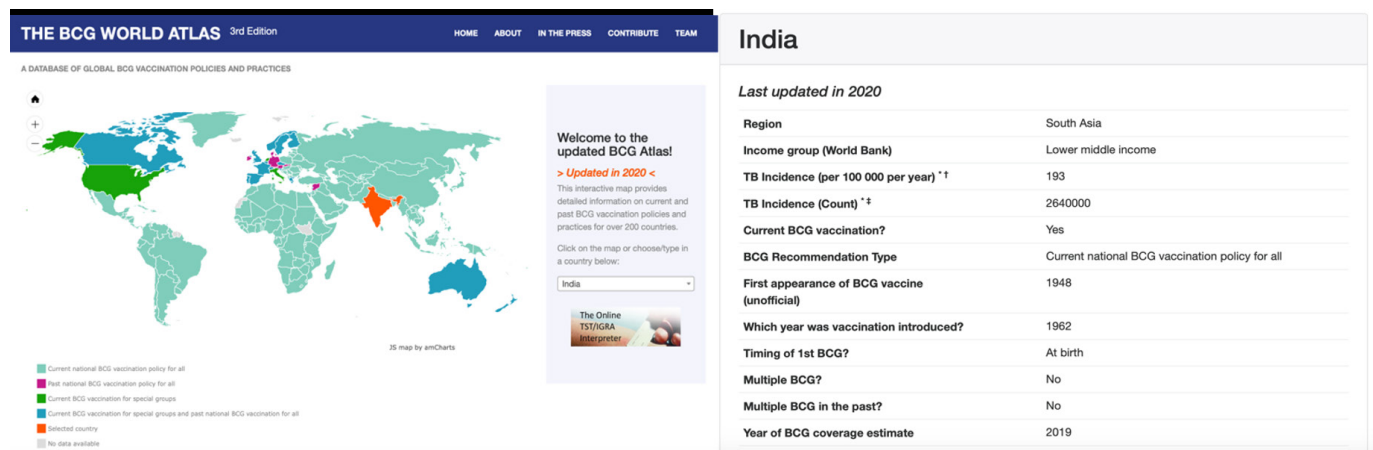 THE BCG WORLD ATLAS 3rd Edition
HOME ABOUT IN THE PRESS CONTRIBUTE TEAM
A DATABASE OF GLOBAL BCG VACCINATION POLICIES AND PRACTICES
+
−
Welcome to the
updated BCG Atlas!
> Updated in 2020 <
This interactive map provides
detailed information on current and
past BCG vaccination policies and
practices for over 200 countries.
Click on the map or choose/type in
a country below:
India
The Online
TST/IGRA
Interpreter
JS map by amCharts
Current national BCG vaccination policy for all
Past national BCG vaccination policy for all
Current BCG vaccination for special groups
Current BCG vaccination for special groups and past national BCG vaccination for all
Selected country
No data available
India
Last updated in 2020
Region South Asia
Income group (World Bank) Lower middle income
TB Incidence (per 100 000 per year) * † 193
TB Incidence (Count) * ‡ 2640000
Current BCG vaccination? Yes
BCG Recommendation Type Current national BCG vaccination policy for all
First appearance of BCG vaccine 1948
(unofficial)
Which year was vaccination introduced? 1962
Timing of 1st BCG? At birth
Multiple BCG? No
Multiple BCG in the past? No
Year of BCG coverage estimate 2019